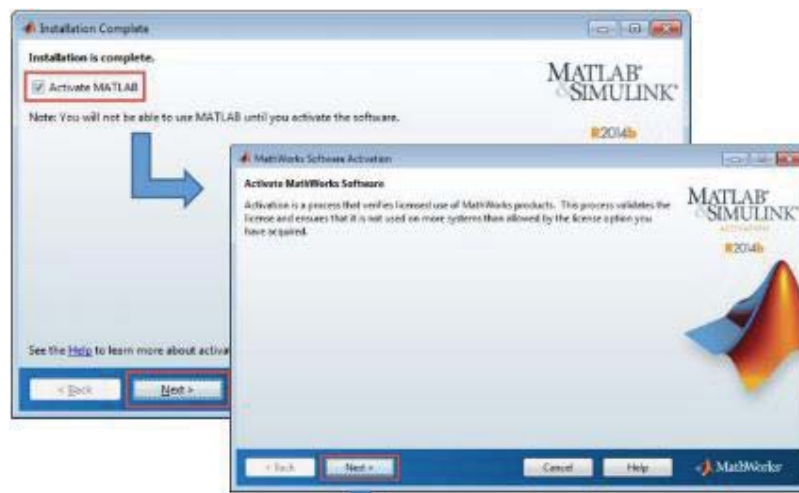 Installation Complete
Installation is complete.
Activate MATLAB
Note: You will not be able to use MATLAB until you activate the software.
MATLAB®
&SIMULINK®
R2014b
See the Help to learn more about activa
< Back
Next >
MathWorks Software Activation
Activate MathWorks Software
Activation is a process that verifies licensed use of MathWorks products. This process validates the
license and ensures that it is not used on more systems than allowed by the license option you
have acquired.
MATLAB®
&SIMULINK®
ACTIVATION
R2014b
< Back
Next >
Cancel
Help
MathWorks